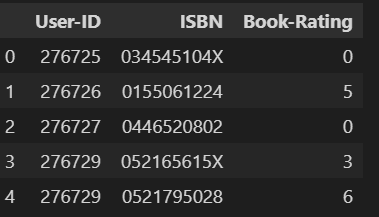 User-ID ISBN Book-Rating
0 276725 034545104X 0
1 276726 0155061224 5
2 276727 0446520802 0
3 276729 052165615X 3
4 276729 0521795028 6